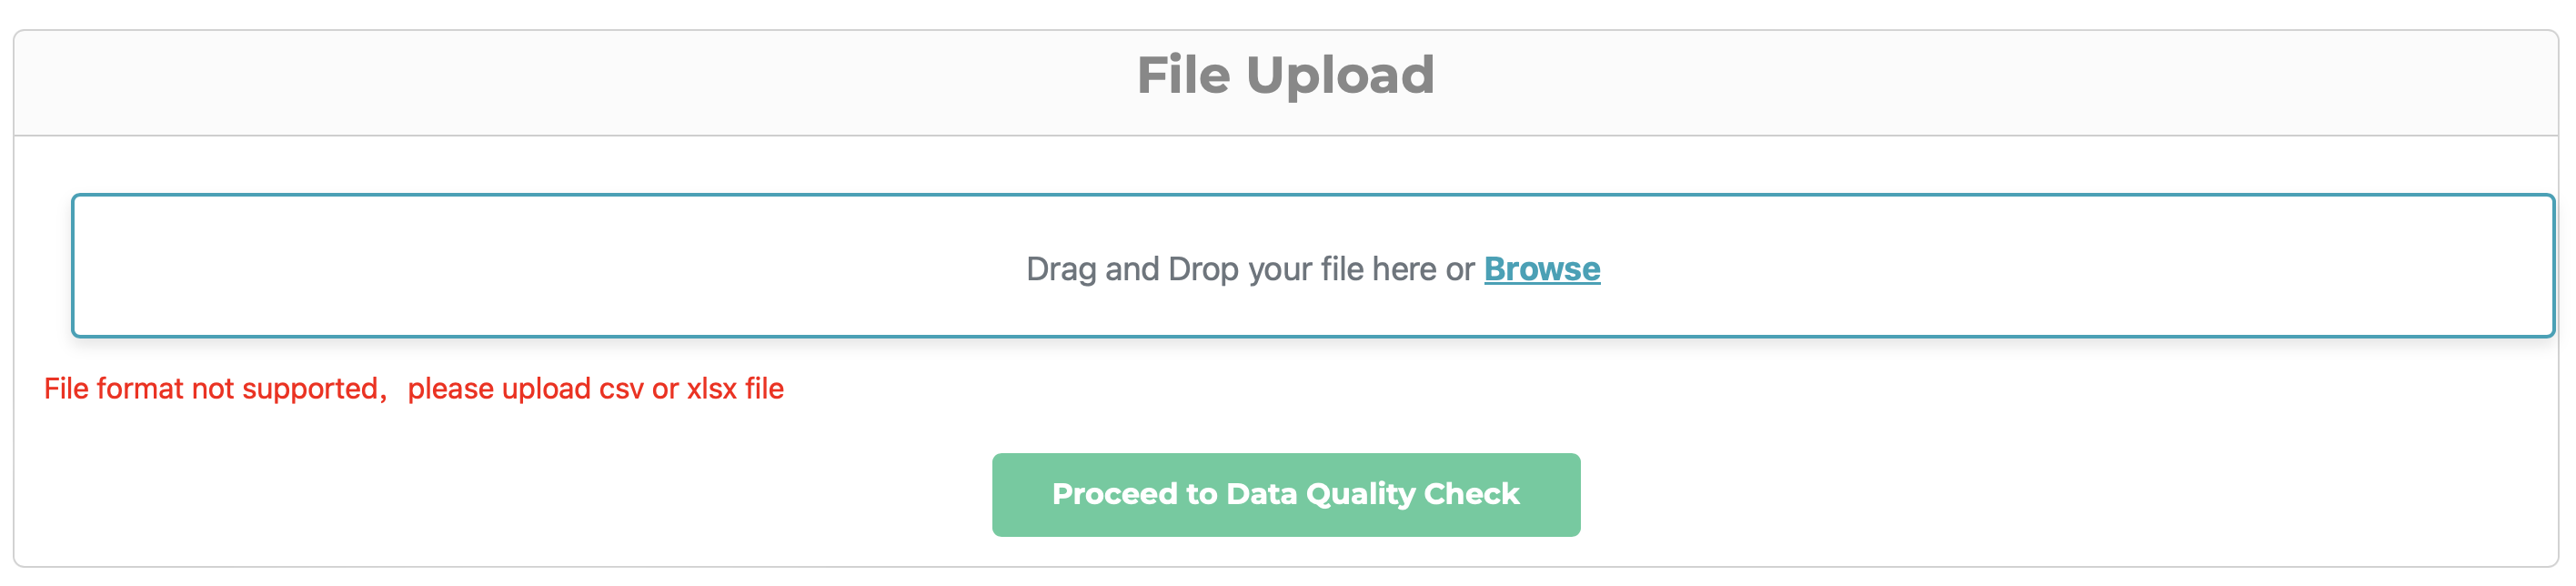 File Upload
Drag and Drop your file here or Browse
File format not supported，please upload csv or xlsx file
Proceed to Data Quality Check